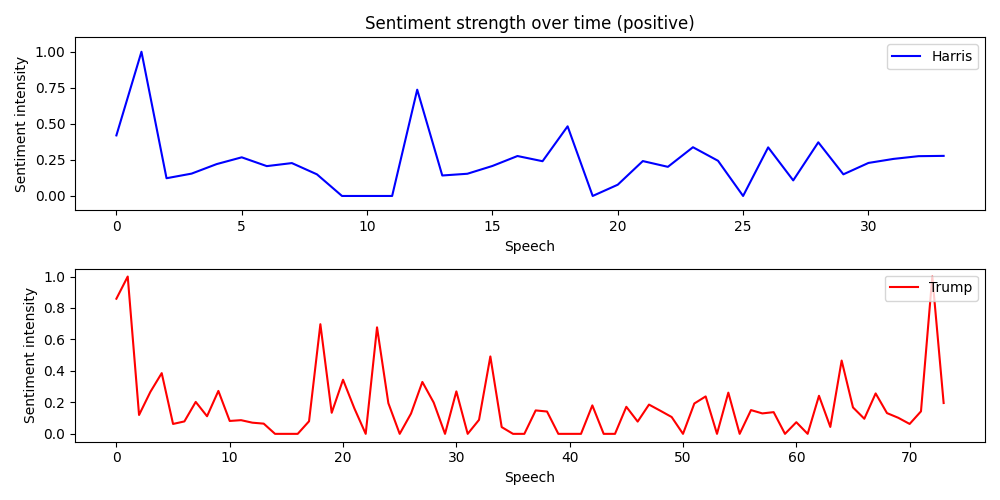 Sentiment strength over time (positive)
Sentiment intensity
1.00
0.75
0.50
0.25
0.00
Harris
0 5 10 15 20 25 30
Speech
Sentiment intensity
1.0
0.8
0.6
0.4
0.2
0.0
Trump
0 10 20 30 40 50 60 70
Speech